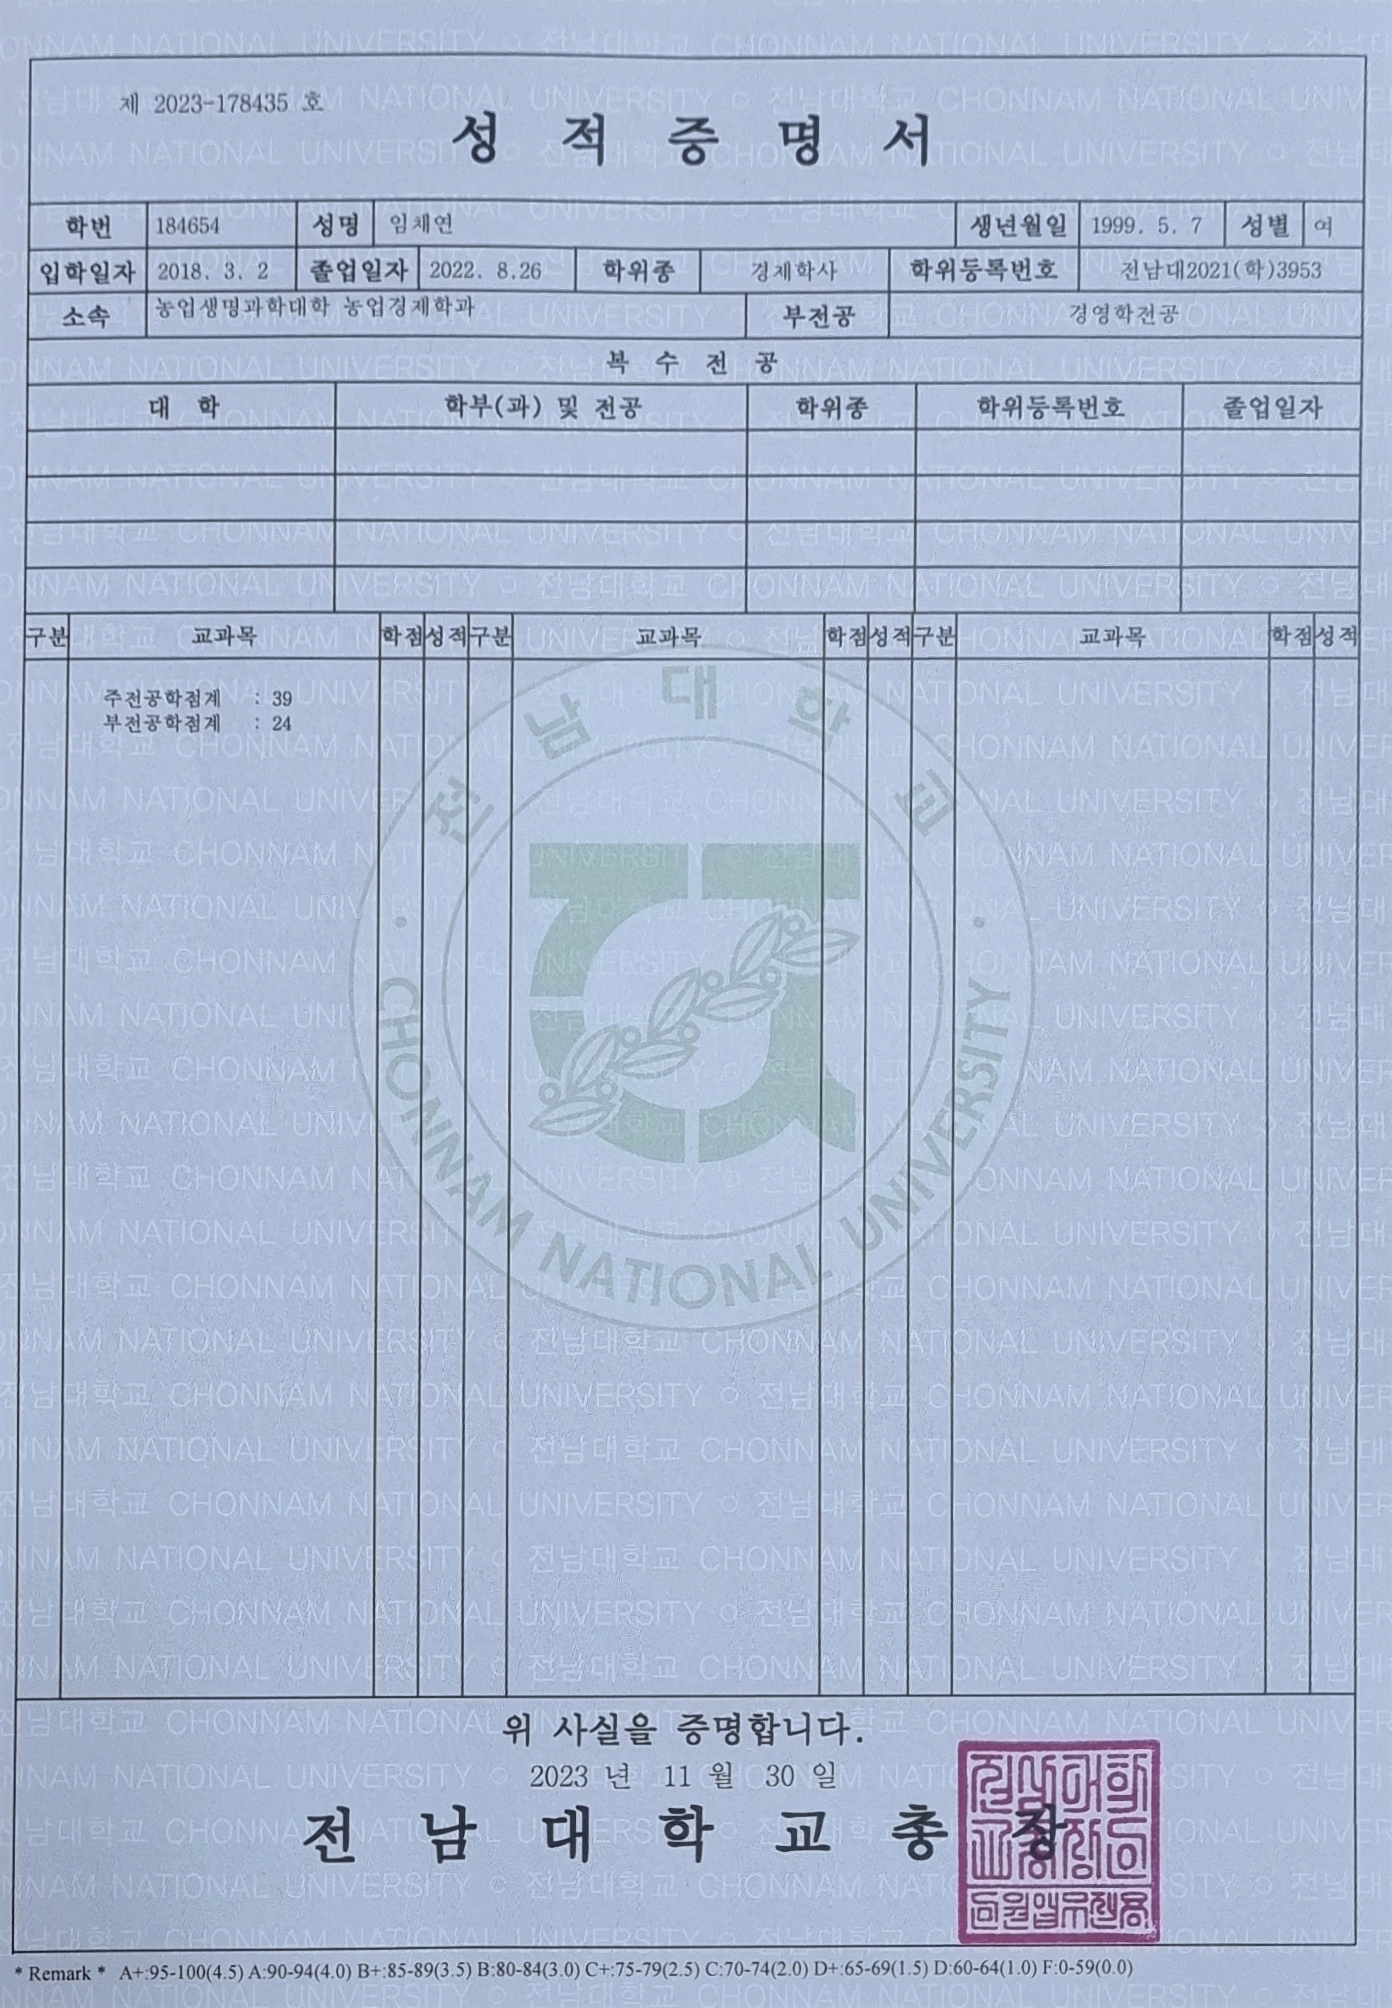 제 2023-178435 호
성 적 증 명 서
학번 184654 성명 임채연 생년월일 1999. 5. 7 성별 여
입학일자 2018. 3. 2 졸업일자 2022. 8.26 학위종 경제학사 학위등록번호 전남대2021(학)3953
소속 농업생명과학대학 농업경제학과 부전공 경영학전공
복 수 전 공
대 학 학부(과) 및 전공 학위종 학위등록번호 졸업일자
구분 교과목 학점 성적 구분 교과목 학점 성적 구분 교과목 학점 성적
주전공학점계 : 39
부전공학점계 : 24
전 남 대 학 교
CHONNAM NATIONAL UNIVERSITY
위 사실을 증명합니다.
2023 년 11 월 30 일
전 남 대 학 교 총 장
* Remark * A+:95-100(4.5) A:90-94(4.0) B+:85-89(3.5) B:80-84(3.0) C+:75-79(2.5) C:70-74(2.0) D+:65-69(1.5) D:60-64(1.0) F:0-59(0.0)